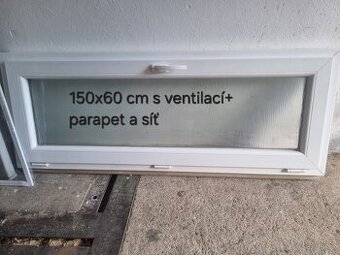 150x60 cm s ventilací+
parapet a síť